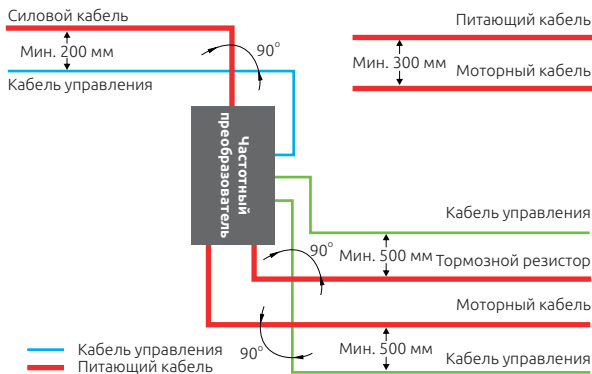 Силовой кабель
Мин. 200 мм
90°
Кабель управления
Питающий кабель
Мин. 300 мм
Моторный кабель
Частотный
преобразователь
Кабель управления
90°
Мин. 500 мм
Тормозной резистор
Моторный кабель
90°
Мин. 500 мм
Кабель управления
Кабель управления
Питающий кабель